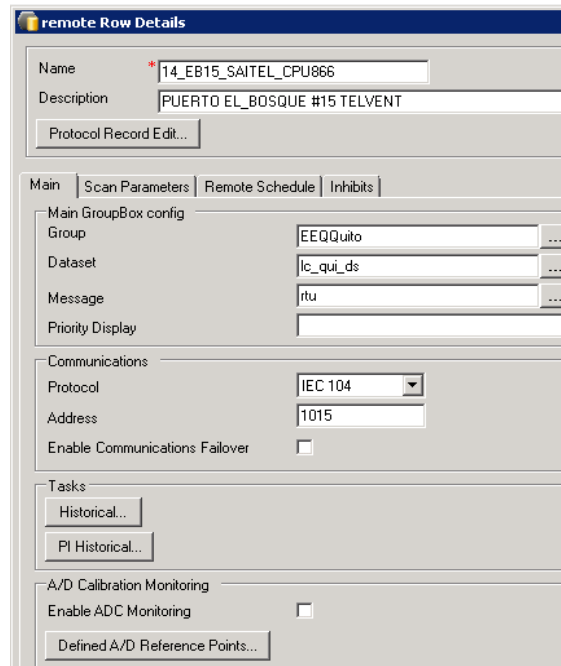 remote Row Details
Name * 14_EB15_SAITEL_CPU866
Description PUERTO EL_BOSQUE #15 TELVENT
Protocol Record Edit...
Main Scan Parameters Remote Schedule Inhibits
Main GroupBox config
Group EEQQuito ...
Dataset lc_qui_ds ...
Message rtu ...
Priority Display
Communications
Protocol IEC 104
Address 1015
Enable Communications Failover
Tasks
Historical...
PI Historical...
A/D Calibration Monitoring
Enable ADC Monitoring
Defined A/D Reference Points...